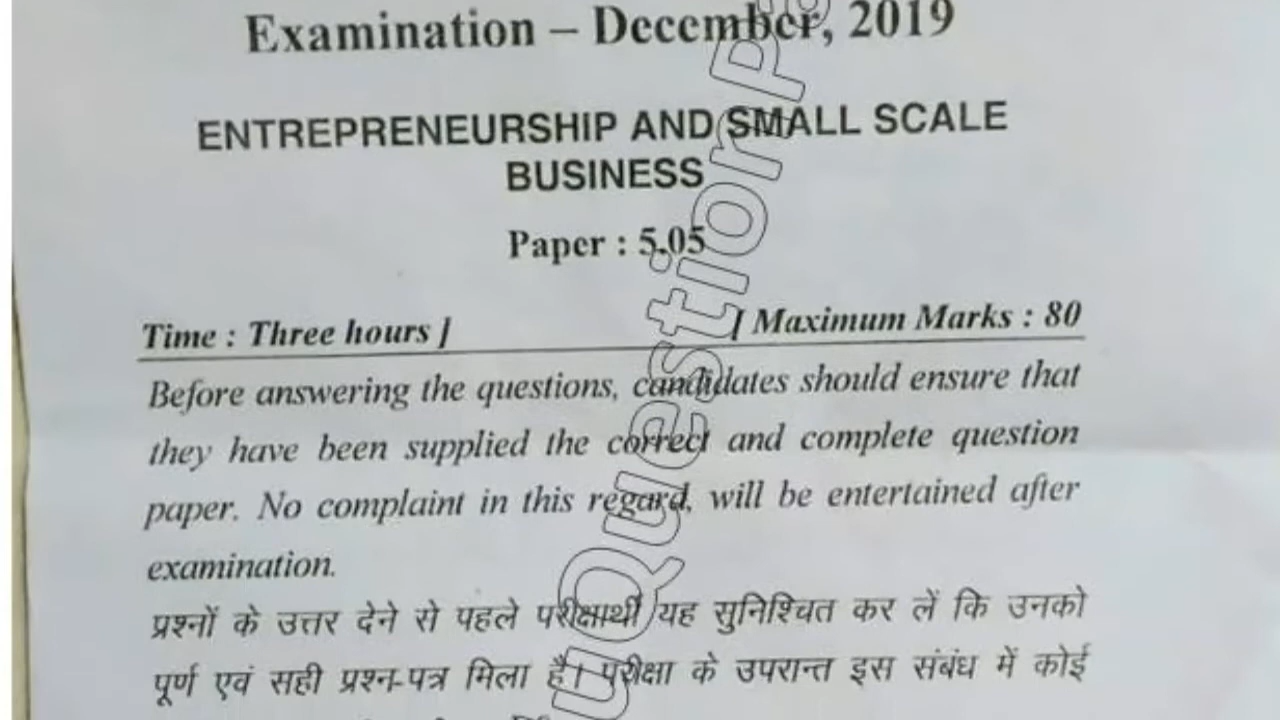 Examination – December, 2019
ENTREPRENEURSHIP AND SMALL SCALE
BUSINESS
Paper : 5.05
Time : Three hours ]	[ Maximum Marks : 80
Before answering the questions, candidates should ensure that
they have been supplied the correct and complete question
paper. No complaint in this regard, will be entertained after
examination.
प्रश्नों के उत्तर देने से पहले परीक्षार्थी यह सुनिश्चित कर लें कि उनको
पूर्ण एवं सही प्रश्न-पत्र मिला है। परीक्षा के उपरान्त इस संबंध में कोई
Question